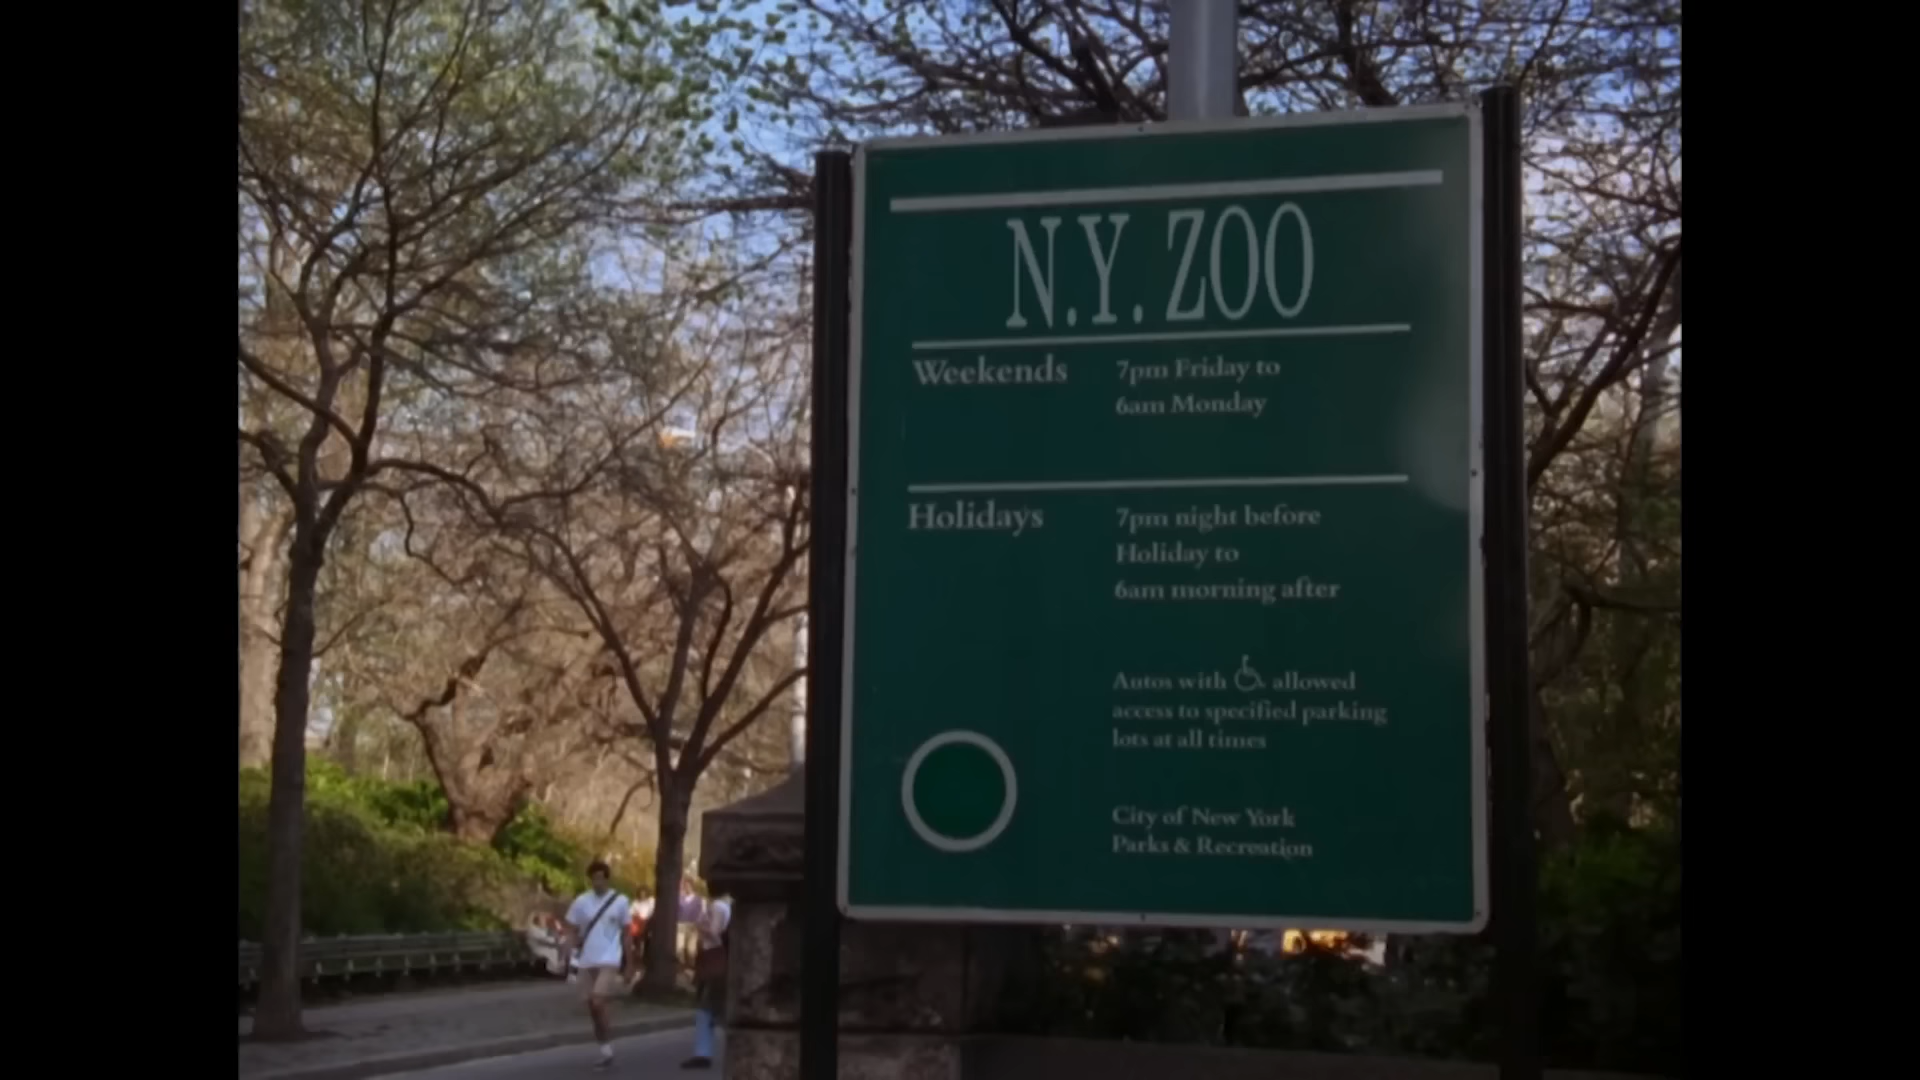 N.Y. ZOO
Weekends 7pm Friday to
6am Monday
Holidays 7pm night before
Holiday to
6am morning after
Autos with ♿ allowed
access to specified parking
lots at all times
City of New York
Parks & Recreation